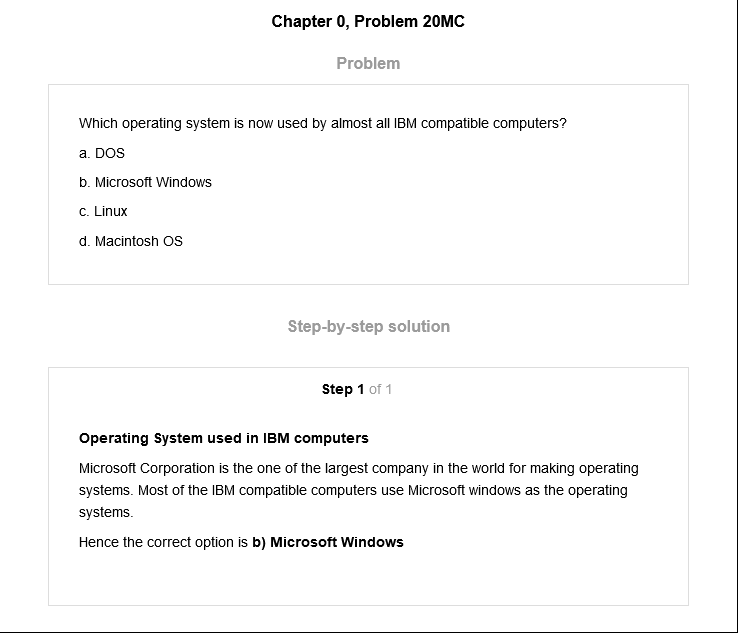 Chapter 0, Problem 20MC
Problem
Which operating system is now used by almost all IBM compatible computers?
a. DOS
b. Microsoft Windows
c. Linux
d. Macintosh OS
Step-by-step solution
Step 1 of 1
Operating System used in IBM computers
Microsoft Corporation is the one of the largest company in the world for making operating
systems. Most of the IBM compatible computers use Microsoft windows as the operating
systems.
Hence the correct option is b) Microsoft Windows